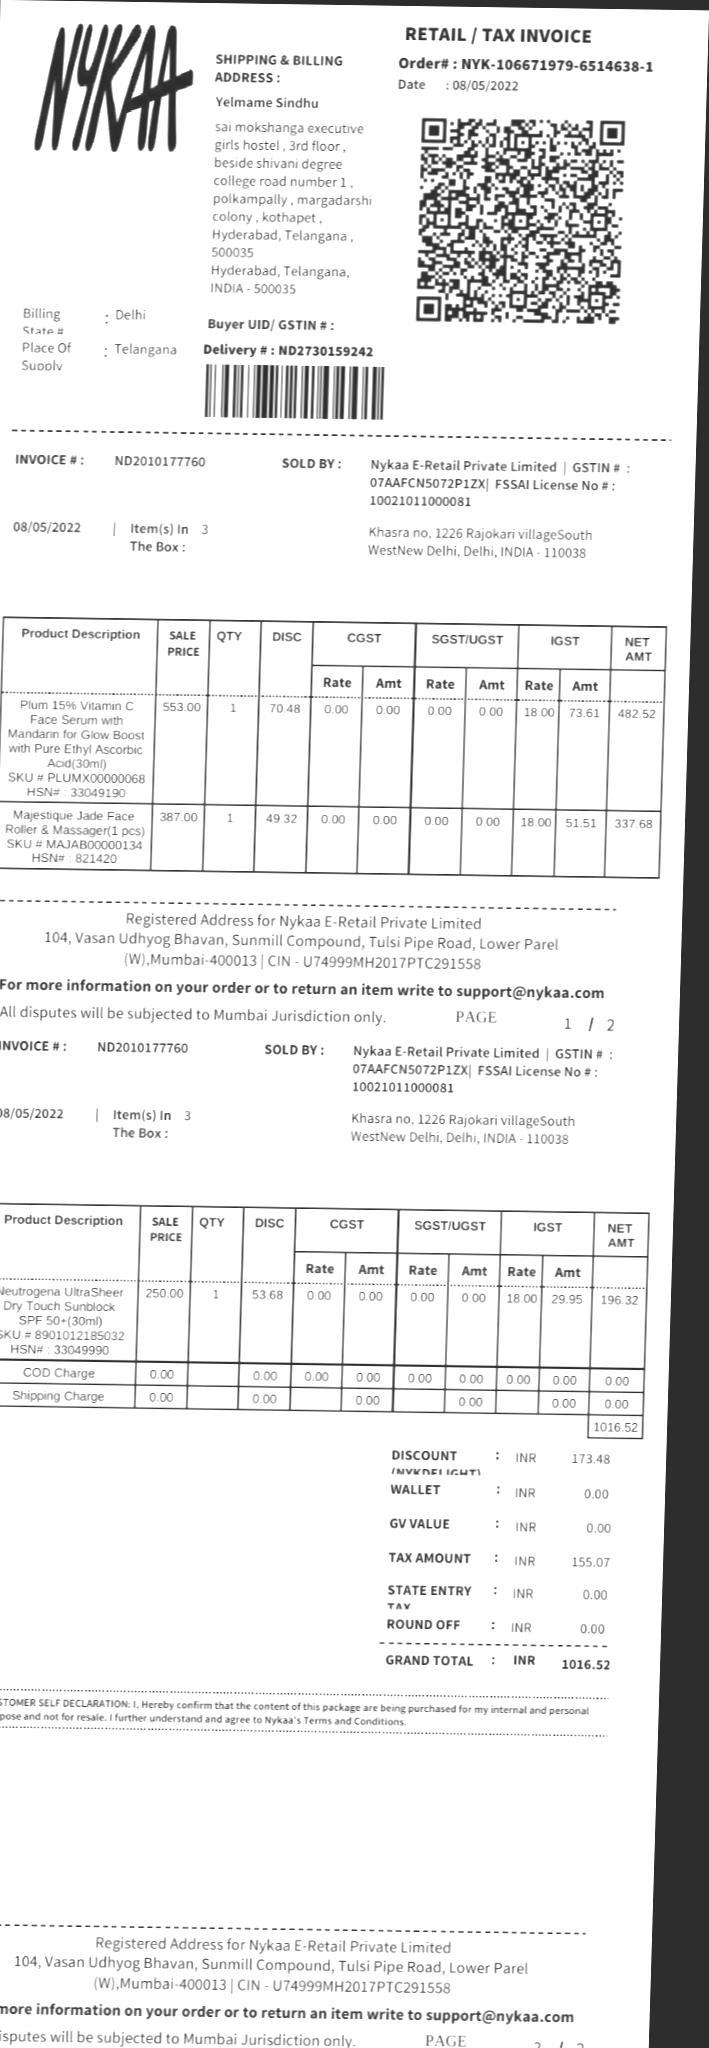 NYKAA
RETAIL / TAX INVOICE
Order# : NYK-106671979-6514638-1
Date : 08/05/2022
SHIPPING & BILLING
ADDRESS :
Yelmame Sindhu
sai mokshanga executive
girls hostel , 3rd floor ,
beside shivani degree
college road number 1 ,
polkampally , margadarshi
colony , kothapet ,
Hyderabad, Telangana ,
500035
Hyderabad, Telangana,
INDIA - 500035
Billing : Delhi
State #
Place Of : Telangana
Supply
Buyer UID/ GSTIN # :
Delivery # : ND2730159242
INVOICE # : ND2010177760 SOLD BY : Nykaa E-Retail Private Limited | GSTIN # :
07AAFCN5072P1ZX| FSSAI License No # :
10021011000081
08/05/2022 | Item(s) In 3 Khasra no, 1226 Rajokari villageSouth
The Box : WestNew Delhi, Delhi, INDIA - 110038
Product Description SALE QTY DISC CGST SGST/UGST IGST NET
PRICE AMT
Rate Amt Rate Amt Rate Amt
Plum 15% Vitamin C 553.00 1 70.48 0.00 0.00 0.00 0.00 18.00 73.61 482.52
Face Serum with
Mandarin for Glow Boost
with Pure Ethyl Ascorbic
Acid(30ml)
SKU # PLUMX00000068
HSN# : 33049190
Majestique Jade Face 387.00 1 49.32 0.00 0.00 0.00 0.00 18.00 51.51 337.68
Roller & Massager(1 pcs)
SKU # MAJAB00000134
HSN# : 821420
Registered Address for Nykaa E-Retail Private Limited
104, Vasan Udhyog Bhavan, Sunmill Compound, Tulsi Pipe Road, Lower Parel
(W),Mumbai-400013 | CIN - U74999MH2017PTC291558
For more information on your order or to return an item write to support@nykaa.com
All disputes will be subjected to Mumbai Jurisdiction only. PAGE 1 / 2
INVOICE # : ND2010177760 SOLD BY : Nykaa E-Retail Private Limited | GSTIN # :
07AAFCN5072P1ZX| FSSAI License No # :
10021011000081
08/05/2022 | Item(s) In 3 Khasra no, 1226 Rajokari villageSouth
The Box : WestNew Delhi, Delhi, INDIA - 110038
Product Description SALE QTY DISC CGST SGST/UGST IGST NET
PRICE AMT
Rate Amt Rate Amt Rate Amt
Neutrogena UltraSheer 250.00 1 53.68 0.00 0.00 0.00 0.00 18.00 29.95 196.32
Dry Touch Sunblock
SPF 50+(30ml)
SKU # 8901012185032
HSN# : 33049990
COD Charge 0.00 0.00 0.00 0.00 0.00 0.00 0.00 0.00 0.00
Shipping Charge 0.00 0.00 0.00 0.00 0.00 0.00
1016.52
DISCOUNT : INR 173.48
(NYKDELIGHT)
WALLET : INR 0.00
GV VALUE : INR 0.00
TAX AMOUNT : INR 155.07
STATE ENTRY : INR 0.00
TAX
ROUND OFF : INR 0.00
GRAND TOTAL : INR 1016.52
STOMER SELF DECLARATION: I, Hereby confirm that the content of this package are being purchased for my internal and personal
pose and not for resale. I further understand and agree to Nykaa's Terms and Conditions.
Registered Address for Nykaa E-Retail Private Limited
104, Vasan Udhyog Bhavan, Sunmill Compound, Tulsi Pipe Road, Lower Parel
(W),Mumbai-400013 | CIN - U74999MH2017PTC291558
more information on your order or to return an item write to support@nykaa.com
isputes will be subjected to Mumbai Jurisdiction only. PAGE